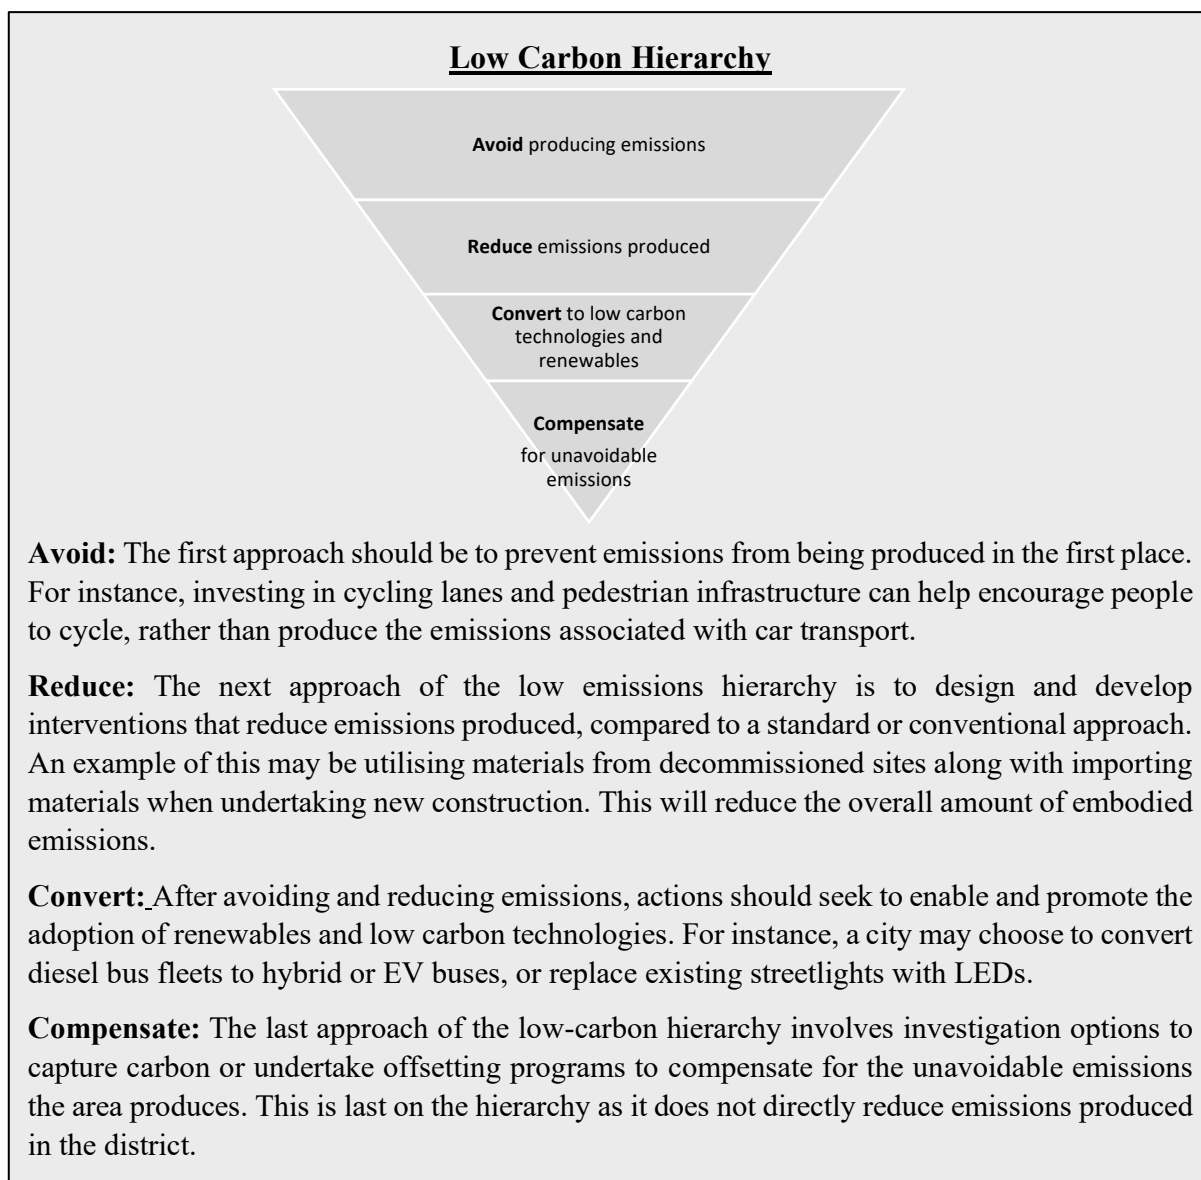 Low Carbon Hierarchy
Avoid producing emissions
Reduce emissions produced
Convert to low carbon
technologies and
renewables
Compensate
for unavoidable
emissions
Avoid: The first approach should be to prevent emissions from being produced in the first place.
For instance, investing in cycling lanes and pedestrian infrastructure can help encourage people
to cycle, rather than produce the emissions associated with car transport.
Reduce: The next approach of the low emissions hierarchy is to design and develop
interventions that reduce emissions produced, compared to a standard or conventional approach.
An example of this may be utilising materials from decommissioned sites along with importing
materials when undertaking new construction. This will reduce the overall amount of embodied
emissions.
Convert: After avoiding and reducing emissions, actions should seek to enable and promote the
adoption of renewables and low carbon technologies. For instance, a city may choose to convert
diesel bus fleets to hybrid or EV buses, or replace existing streetlights with LEDs.
Compensate: The last approach of the low-carbon hierarchy involves investigation options to
capture carbon or undertake offsetting programs to compensate for the unavoidable emissions
the area produces. This is last on the hierarchy as it does not directly reduce emissions produced
in the district.